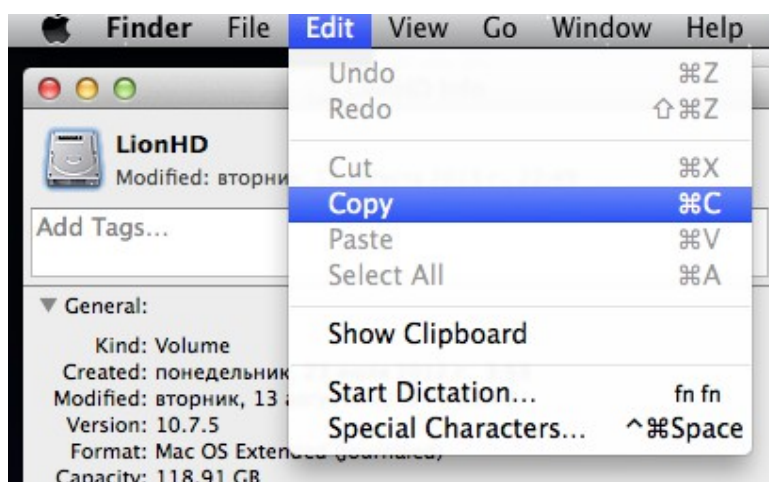 Finder File Edit View Go Window Help
Undo ⌘Z
Redo ⇧⌘Z
Cut ⌘X
Copy ⌘C
Paste ⌘V
Select All ⌘A
Show Clipboard
Start Dictation... fn fn
Special Characters... ^⌘Space
LionHD
Modified: вторни
Add Tags...
▼ General:
Kind: Volume
Created: понедельник
Modified: вторник, 13
Version: 10.7.5
Format: Mac OS Extended (Journaled)
Capacity: 118,91 GB